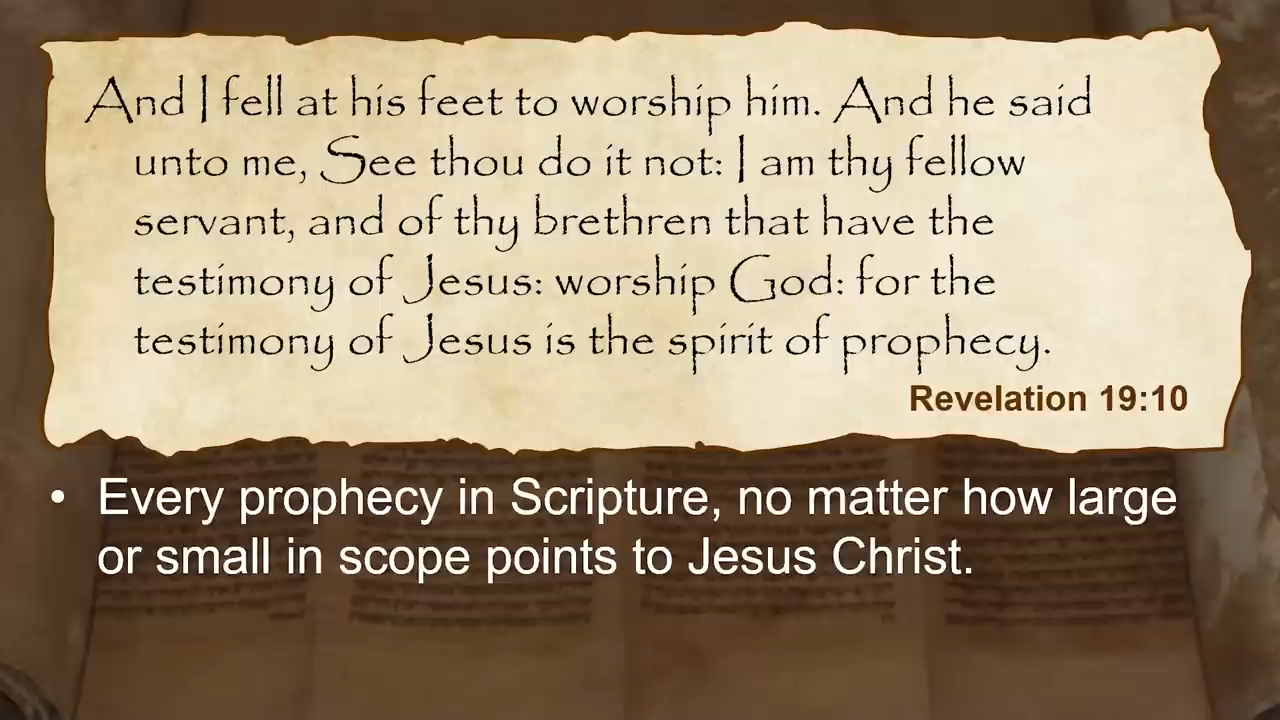 And I fell at his feet to worship him. And he said
unto me, See thou do it not: I am thy fellow
servant, and of thy brethren that have the
testimony of Jesus: worship God: for the
testimony of Jesus is the spirit of prophecy.
Revelation 19:10
• Every prophecy in Scripture, no matter how large
or small in scope points to Jesus Christ.